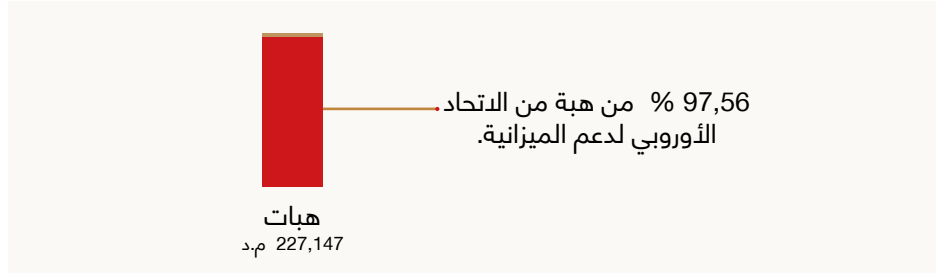 97,56 % من هبة من الاتحاد
الأوروبي لدعم الميزانية.
هبات
227,147 م.د